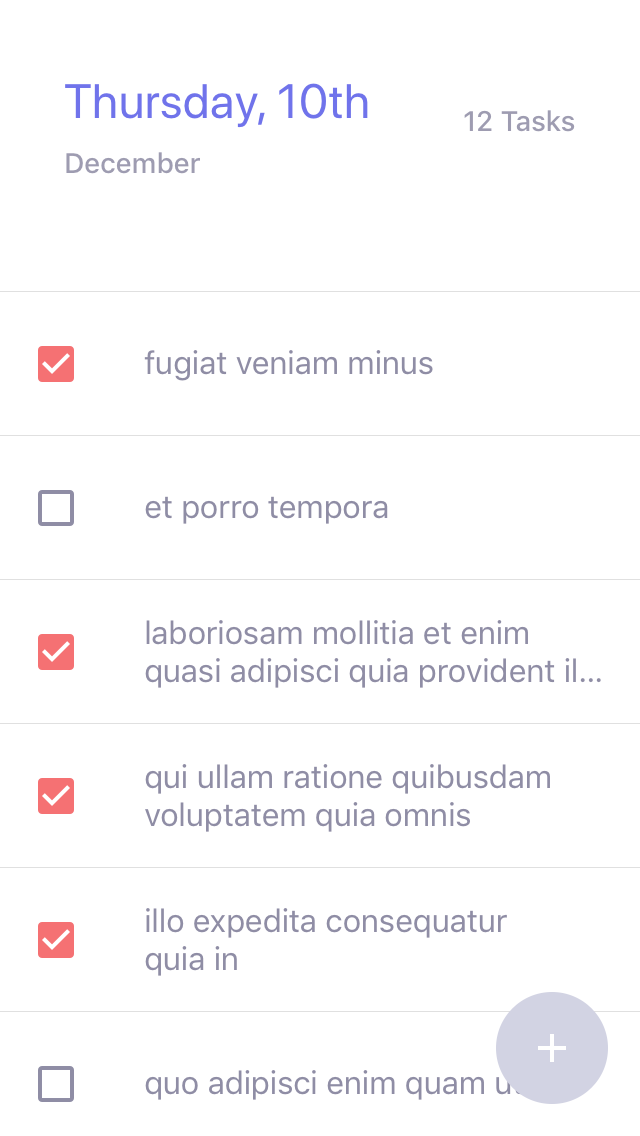 Thursday, 10th
12 Tasks
December
fugiat veniam minus
et porro tempora
laboriosam mollitia et enim
quasi adipisci quia provident il...
qui ullam ratione quibusdam
voluptatem quia omnis
illo expedita consequatur
quia in
quo adipisci enim quam